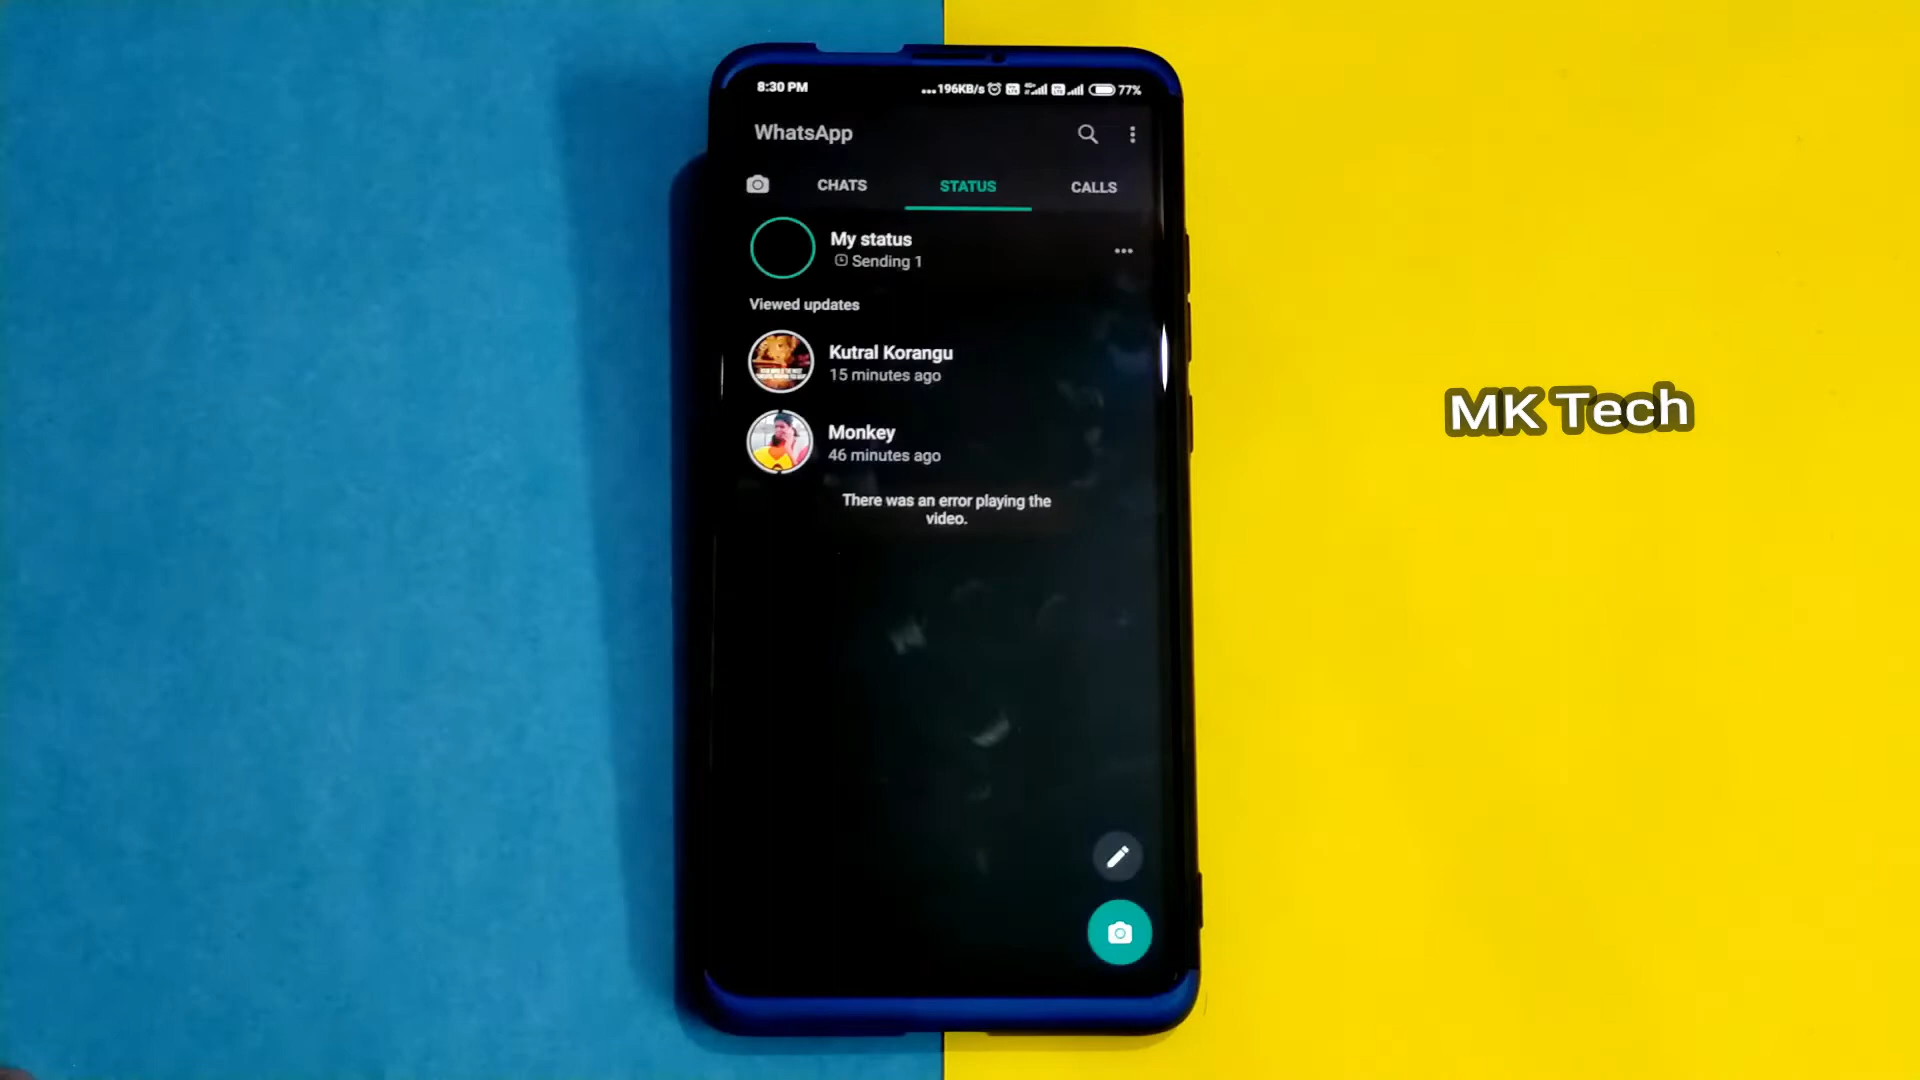 8:30 PM
...196KB/s 77%
WhatsApp
CHATS STATUS CALLS
My status
Sending 1
Viewed updates
Kutral Korangu
15 minutes ago
Monkey
46 minutes ago
There was an error playing the
video.
MK Tech